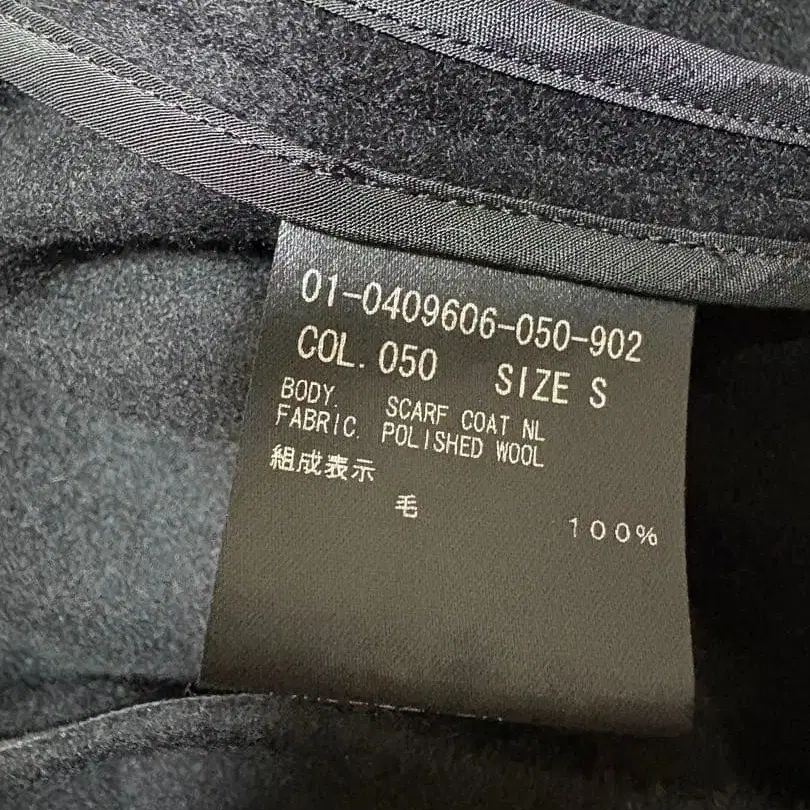 01-0409606-050-902
COL. 050 SIZE S
BODY. SCARF COAT NL
FABRIC. POLISHED WOOL
組成表示
毛 100%